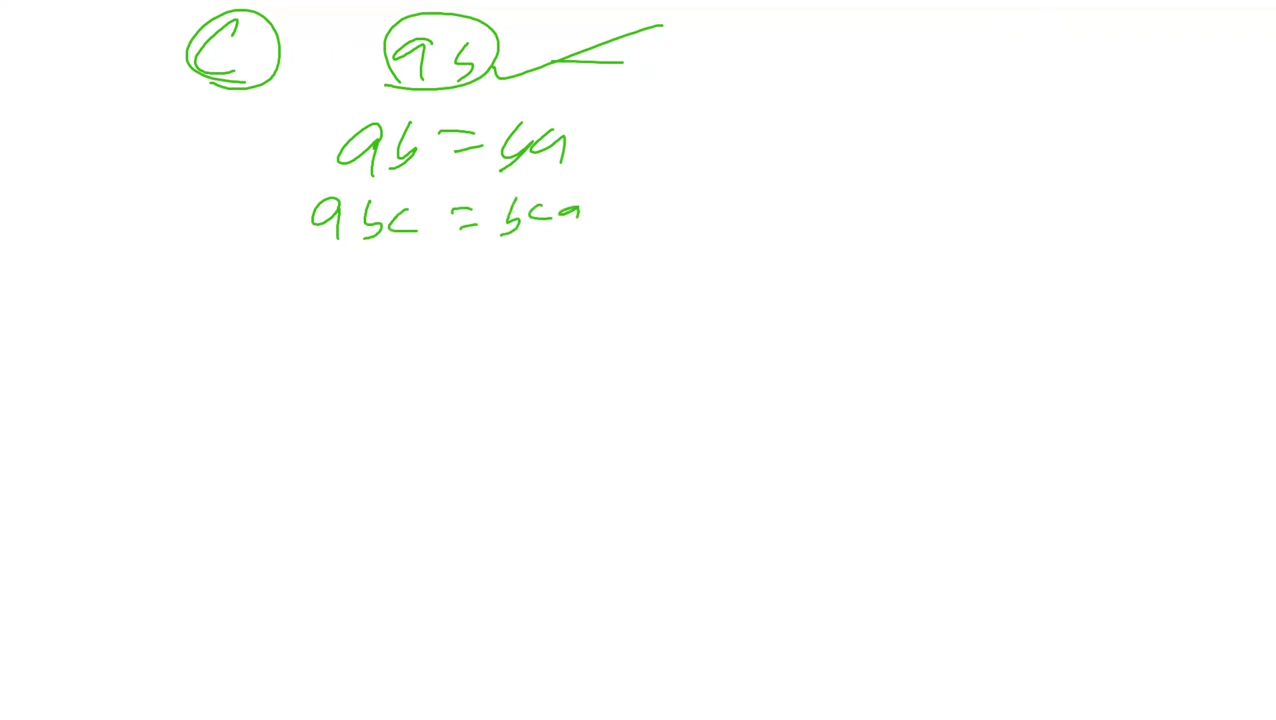 C ab
ab = ba
abc = bca